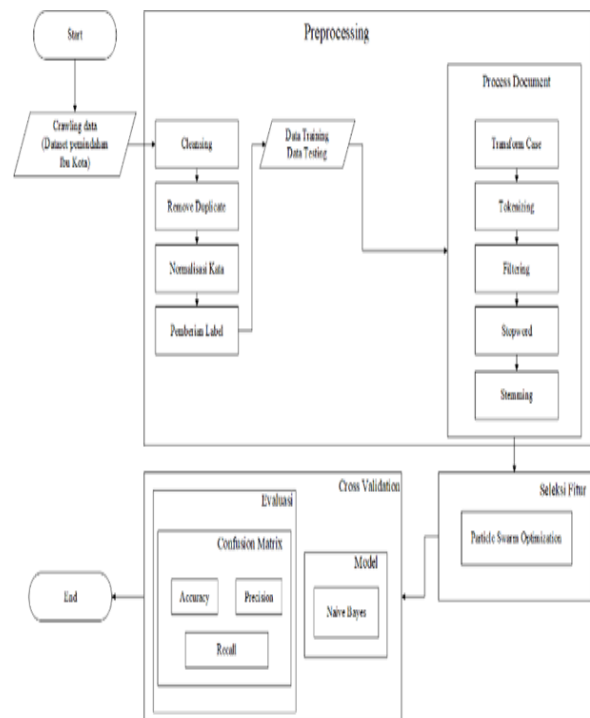 Start
Preprocessing
Crawling data
(Dataset pemindahan
Ibu Kota)
Cleansing
Remove Duplicate
Normalisasi Kata
Pemberian Label
Data Training
Data Testing
Process Document
Transform Case
Tokenizing
Filtering
Stopword
Stemming
Seleksi Fitur
Particle Swarm Optimization
Cross Validation
Model
Naive Bayes
Evaluasi
Confusion Matrix
Accuracy
Precision
Recall
End